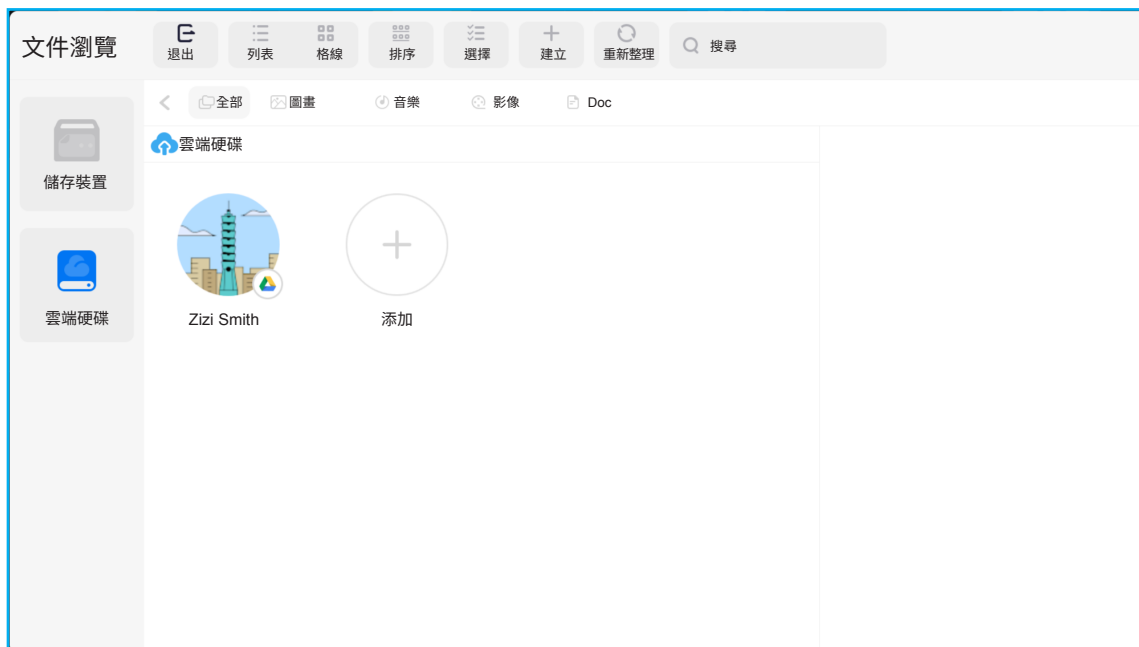 文件瀏覽
退出
列表
格線
排序
選擇
建立
重新整理
搜尋
全部
圖畫
音樂
影像
Doc
儲存裝置
雲端硬碟
雲端硬碟
Zizi Smith
添加